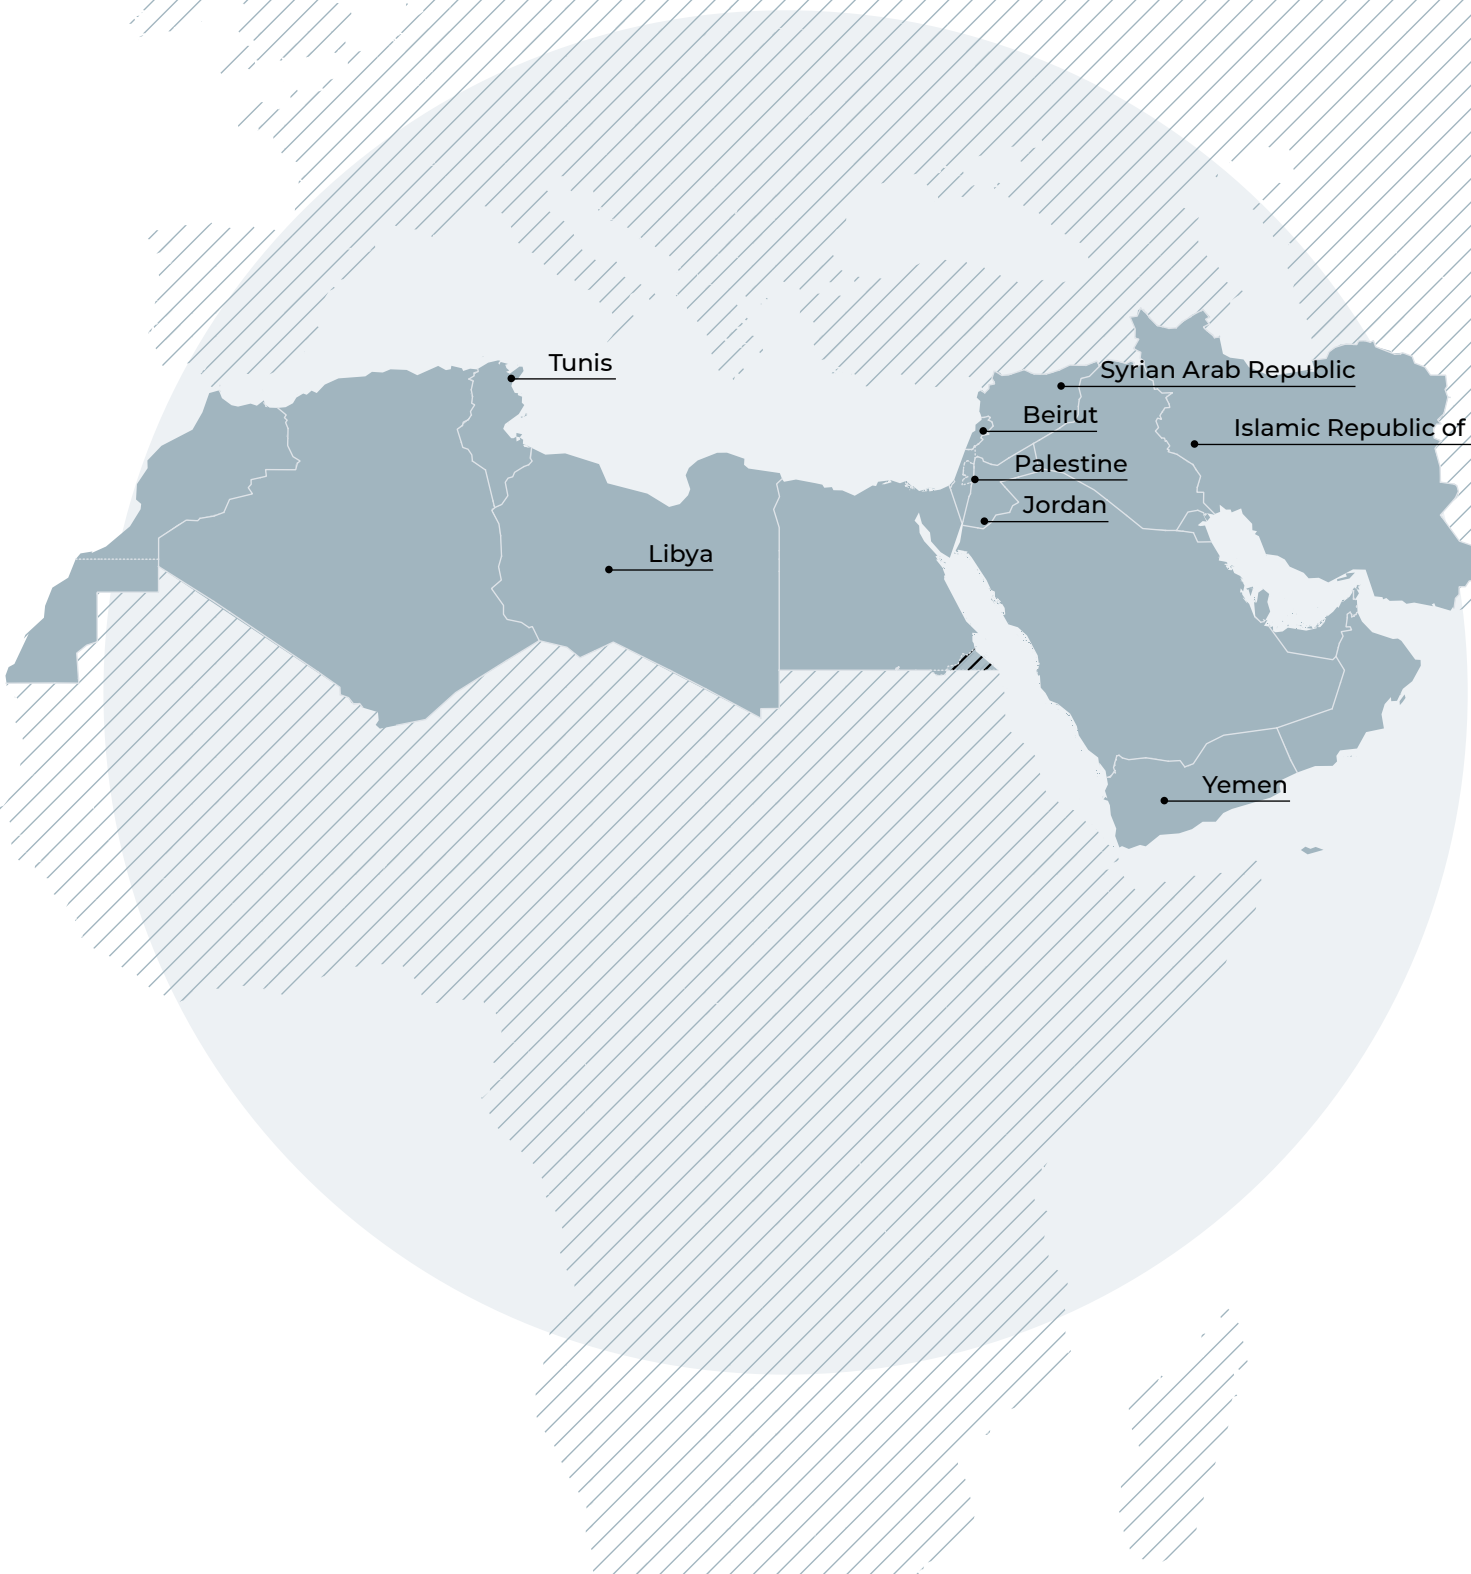 Tunis
Syrian Arab Republic
Beirut
Islamic Republic of
Palestine
Jordan
Libya
Yemen